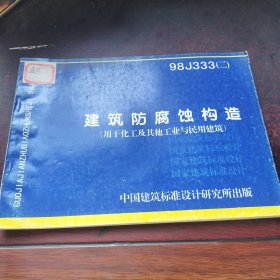 98J333(二)
建筑防腐蚀构造
(用于化工及其他工业与民用建筑)
国家建筑标准设计
国家建筑标准设计
国家建筑标准设计
中国建筑标准设计研究所出版
GUOJIAJIANZHUBIAOZHUNSHEJI